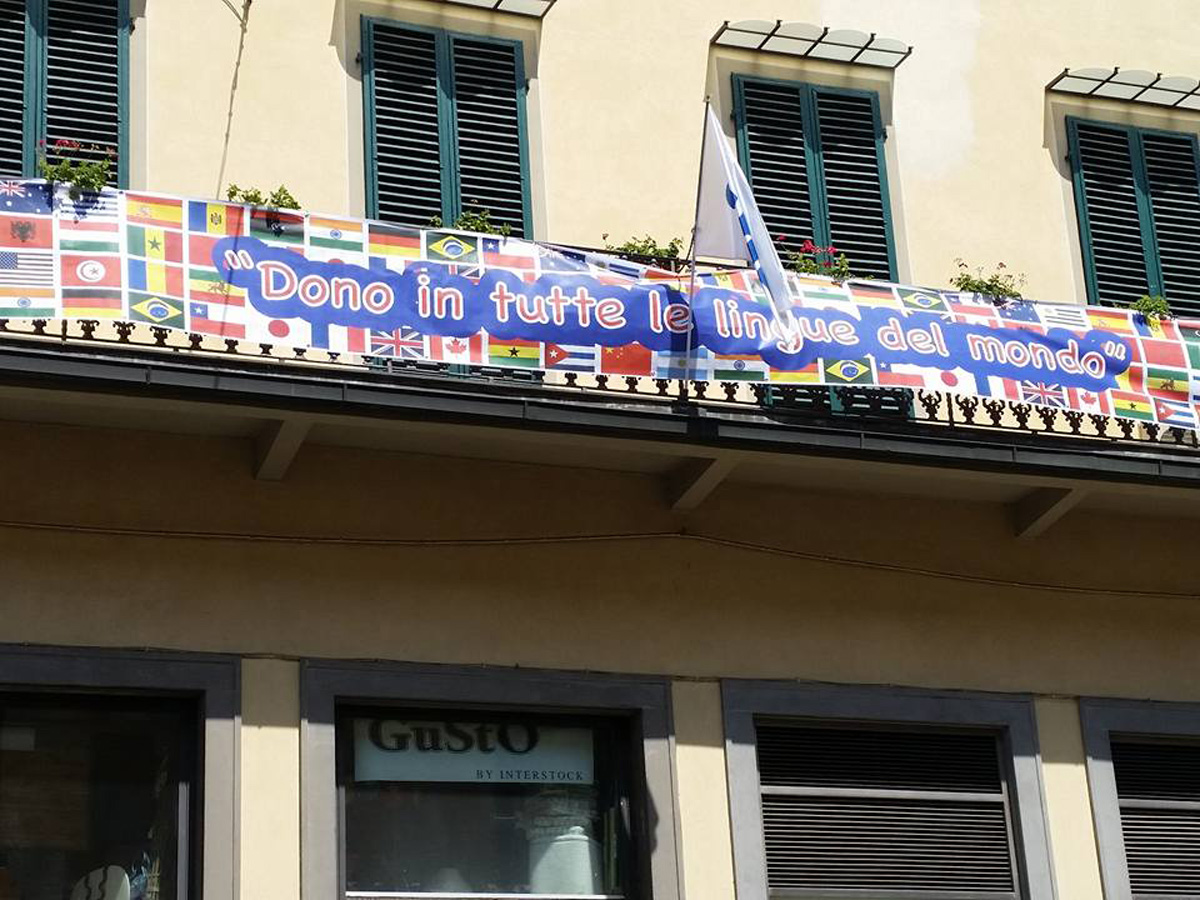 “Dono in tutte le lingue del mondo“
GuStO
BY INTERSTOCK